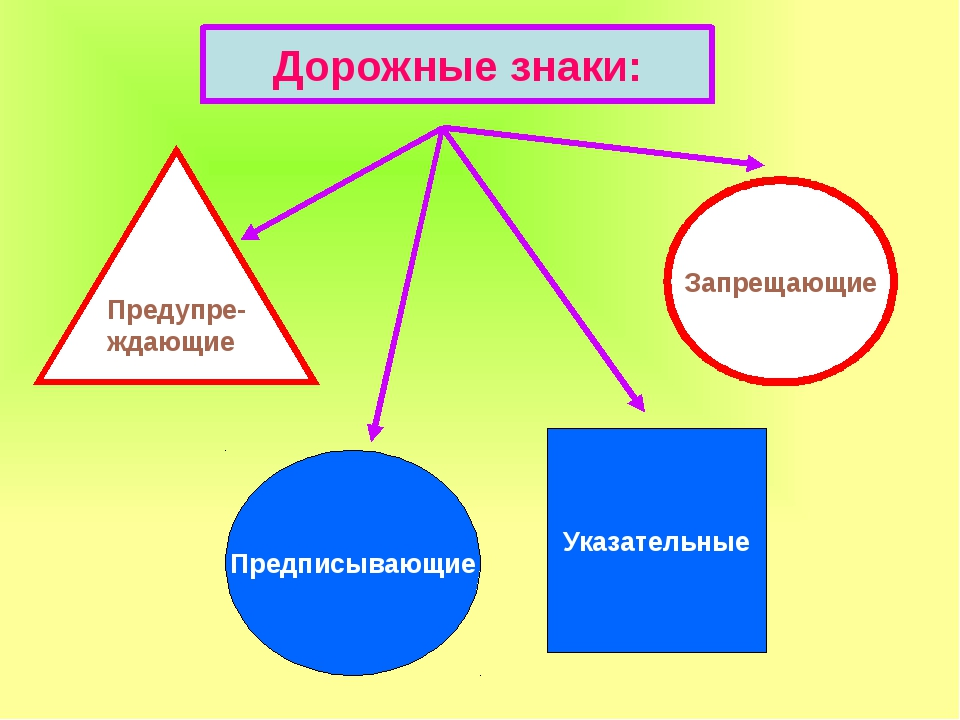 Дорожные знаки:
Предупре-
ждающие
Запрещающие
Предписывающие
Указательные